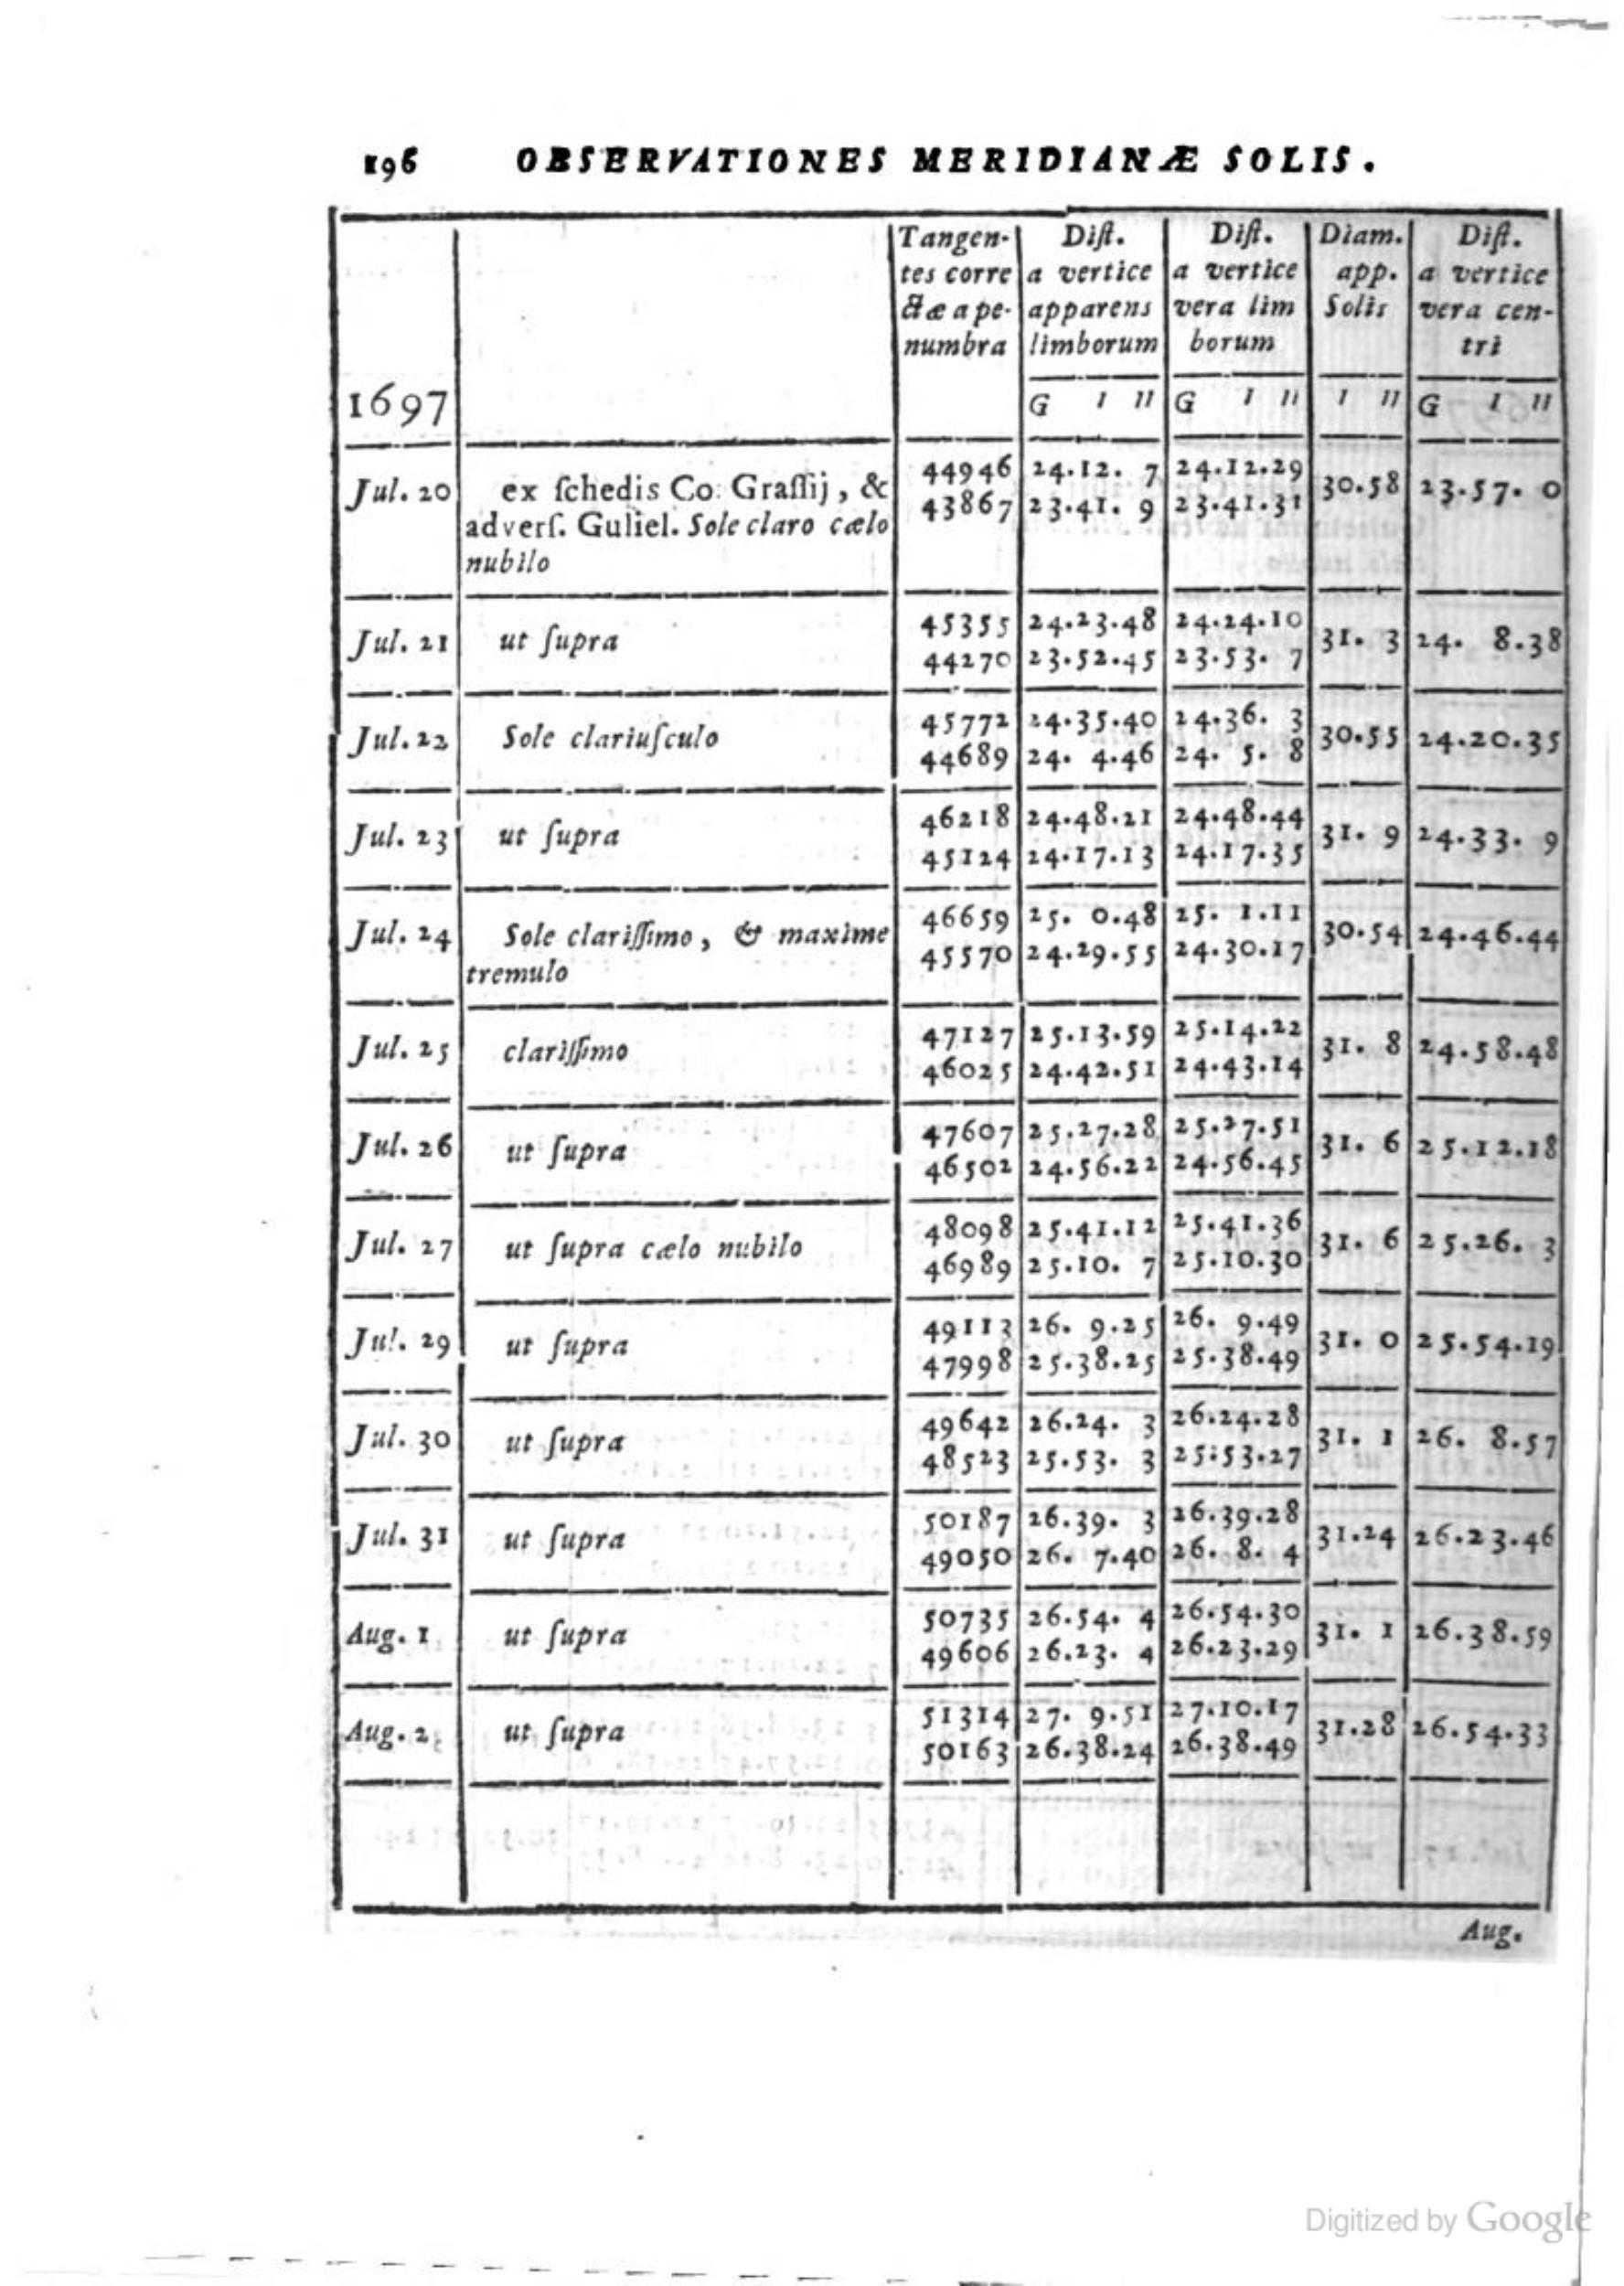 196 OBSERVATIONES MERIDIANÆ SOLIS.
1697
Tangen- Diſt. Diſt. Diam. Diſt.
tes corre a vertice a vertice app. a vertice
ctæ a pe- apparens vera lim Solis vera cen-
numbra limborum borum tri
G I II G I II I II G I II
44946 24.12. 7 24.12.29
Jul. 20 ex ſchedis Co. Graſſij, & 30.58 23.57. 0
43867 23.41. 9 23.41.31
adverſ. Guliel. Sole claro cælo
nubilo
45355 24.23.48 24.24.10
Jul. 21 ut ſupra 31. 3 24. 8.38
44270 23.52.45 23.53. 7
45772 24.35.40 24.36. 3
Jul. 22 Sole clariuſculo 30.55 24.20.35
44689 24. 4.46 24. 5. 8
46218 24.48.21 24.48.44
Jul. 23 ut ſupra 31. 9 24.33. 9
45124 24.17.13 24.17.35
46659 25. 0.48 25. 1.11
Jul. 24 Sole clariſſimo, & maxime 30.54 24.46.44
45570 24.29.55 24.30.17
tremulo
47127 25.13.59 25.14.22
Jul. 25 clariſſimo 31. 8 24.58.48
46025 24.42.51 24.43.14
47607 25.27.28 25.27.51
Jul. 26 ut ſupra 31. 6 25.12.18
46502 24.56.22 24.56.45
48098 25.41.12 25.41.36
Jul. 27 ut ſupra cælo nubilo 31. 6 25.26. 3
46989 25.10. 7 25.10.30
49113 26. 9.25 26. 9.49
Jul. 29 ut ſupra 31. 0 25.54.19
47998 25.38.25 25.38.49
49642 26.24. 3 26.24.28
Jul. 30 ut ſupra 31. 1 26. 8.57
48523 25.53. 3 25:53.27
50187 26.39. 3 26.39.28
Jul. 31 ut ſupra 31.24 26.23.46
49050 26. 7.40 26. 8. 4
50735 26.54. 4 26.54.30
Aug. 1 ut ſupra 31. 1 26.38.59
49606 26.23. 4 26.23.29
51314 27. 9.51 27.10.17
Aug. 2 ut ſupra 31.28 26.54.33
50163 26.38.24 26.38.49
Aug.
Digitized by Google